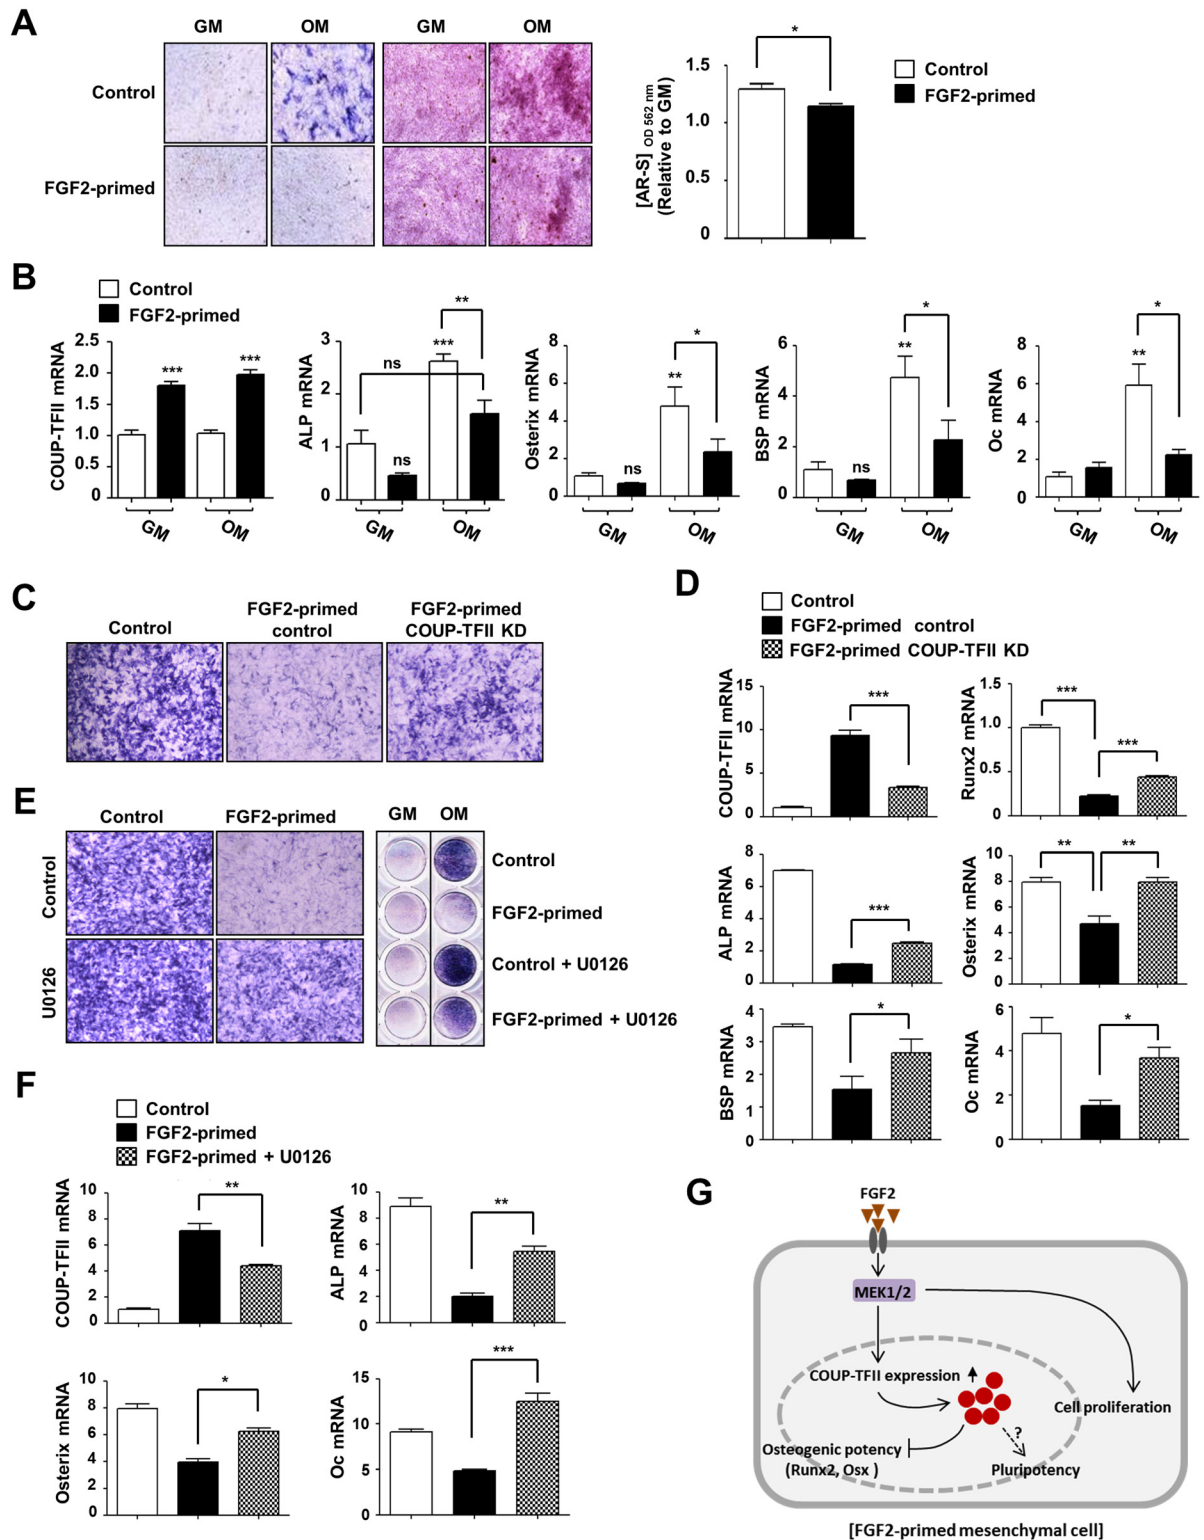 A
GM OM GM OM
Control
FGF2-primed
[AR-S] OD 562 nm
(Relative to GM)
1.5
1.0
0.5
0
*
Control
FGF2-primed
B
Control
FGF2-primed
COUP-TFII mRNA
2.5
2.0
1.5
1.0
0.5
0
***
***
GM OM
ALP mRNA
3
2
1
0
ns
ns
***
**
GM OM
Osterix mRNA
8
6
4
2
0
ns
**
*
GM OM
BSP mRNA
6
4
2
0
ns
**
*
GM OM
Oc mRNA
8
6
4
2
0
**
*
GM OM
C
Control
FGF2-primed
control
FGF2-primed
COUP-TFII KD
D
Control
FGF2-primed control
FGF2-primed COUP-TFII KD
COUP-TFII mRNA
15
10
5
0
***
Runx2 mRNA
1.5
1.0
0.5
0
***
***
ALP mRNA
8
6
4
2
0
***
Osterix mRNA
10
8
6
4
2
0
**
**
BSP mRNA
4
3
2
1
0
*
Oc mRNA
6
4
2
0
*
E
Control FGF2-primed
Control
U0126
GM OM
Control
FGF2-primed
Control + U0126
FGF2-primed + U0126
F
Control
FGF2-primed
FGF2-primed + U0126
COUP-TFII mRNA
10
8
6
4
2
0
**
ALP mRNA
10
8
6
4
2
0
**
Osterix mRNA
10
8
6
4
2
0
*
Oc mRNA
15
10
5
0
***
G
FGF2
MEK1/2
COUP-TFII expression
Cell proliferation
Osteogenic potency
(Runx2, Osx )
?
Pluripotency
[FGF2-primed mesenchymal cell]